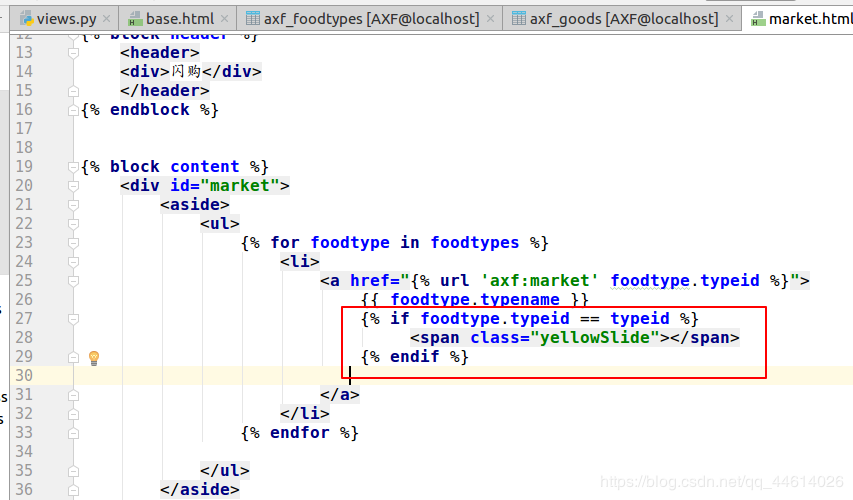 views.py × base.html × axf_foodtypes [AXF@localhost] × axf_goods [AXF@localhost] × market.html
13 <header>
14 <div>闪购</div>
15 </header>
16 {% endblock %}
17
18
19 {% block content %}
20 <div id="market">
21 <aside>
22 <ul>
23 {% for foodtype in foodtypes %}
24 <li>
25 <a href="{% url 'axf:market' foodtype.typeid %}">
26 {{ foodtype.typename }}
27 {% if foodtype.typeid == typeid %}
28 <span class="yellowSlide"></span>
29 {% endif %}
30
31 </a>
32 </li>
33 {% endfor %}
34
35 </ul>
36 </aside>
https://blog.csdn.net/qq_44614026